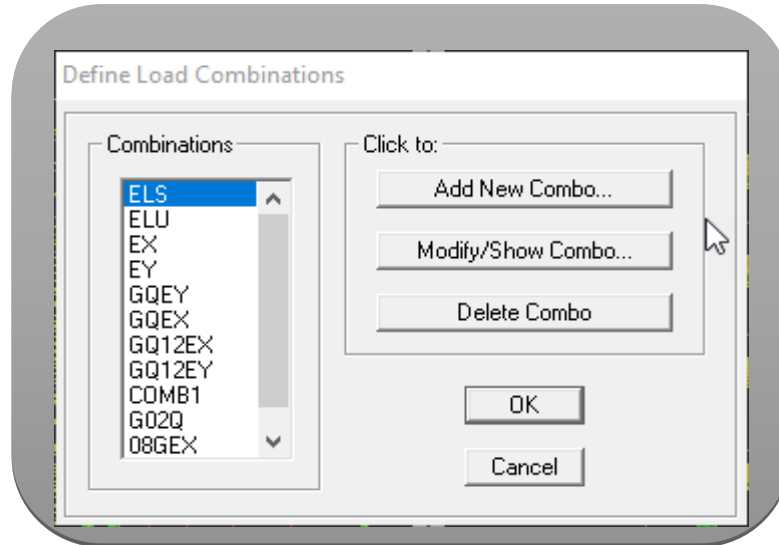 Define Load Combinations
Combinations
ELS
ELU
EX
EY
GQEY
GQEX
GQ12EX
GQ12EY
COMB1
G02Q
08GEX
Click to:
Add New Combo...
Modify/Show Combo...
Delete Combo
OK
Cancel